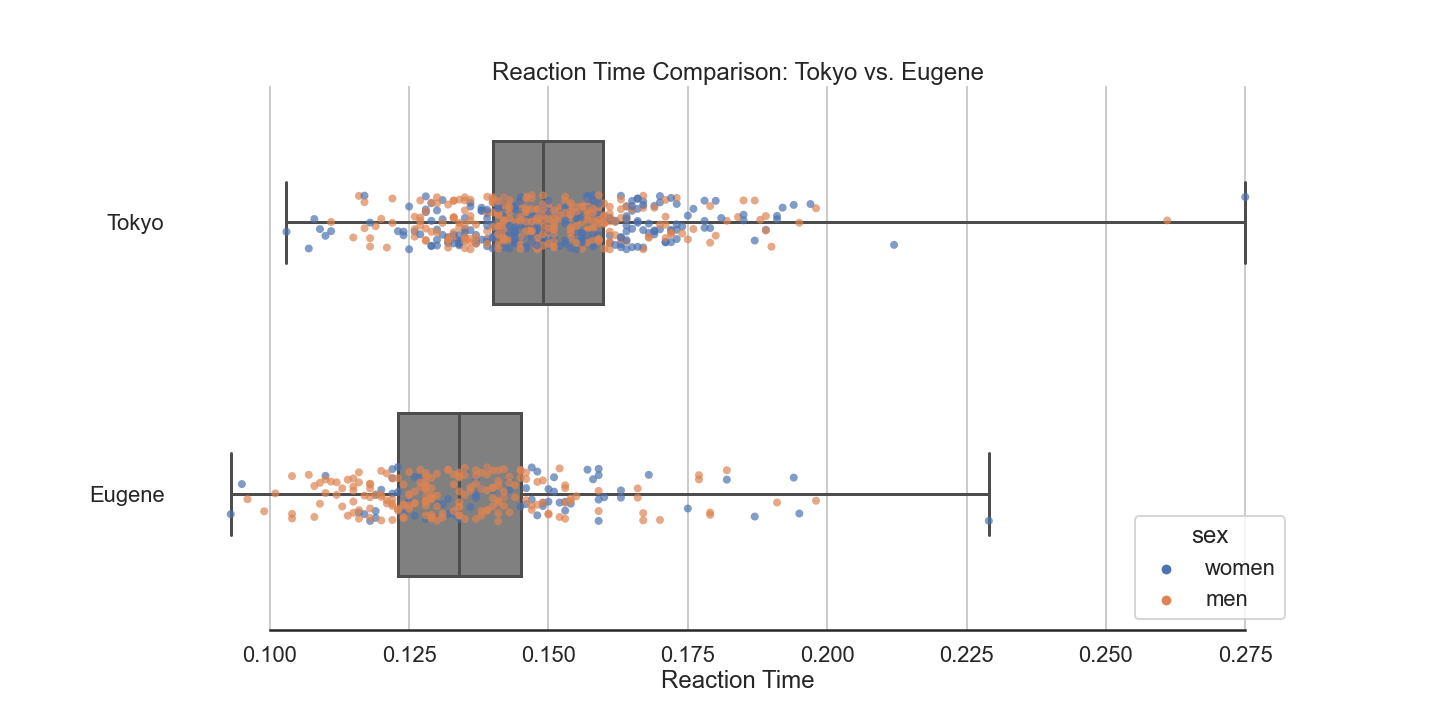 Reaction Time Comparison: Tokyo vs. Eugene
Tokyo
Eugene
sex
women
men
0.100 0.125 0.150 0.175 0.200 0.225 0.250 0.275
Reaction Time